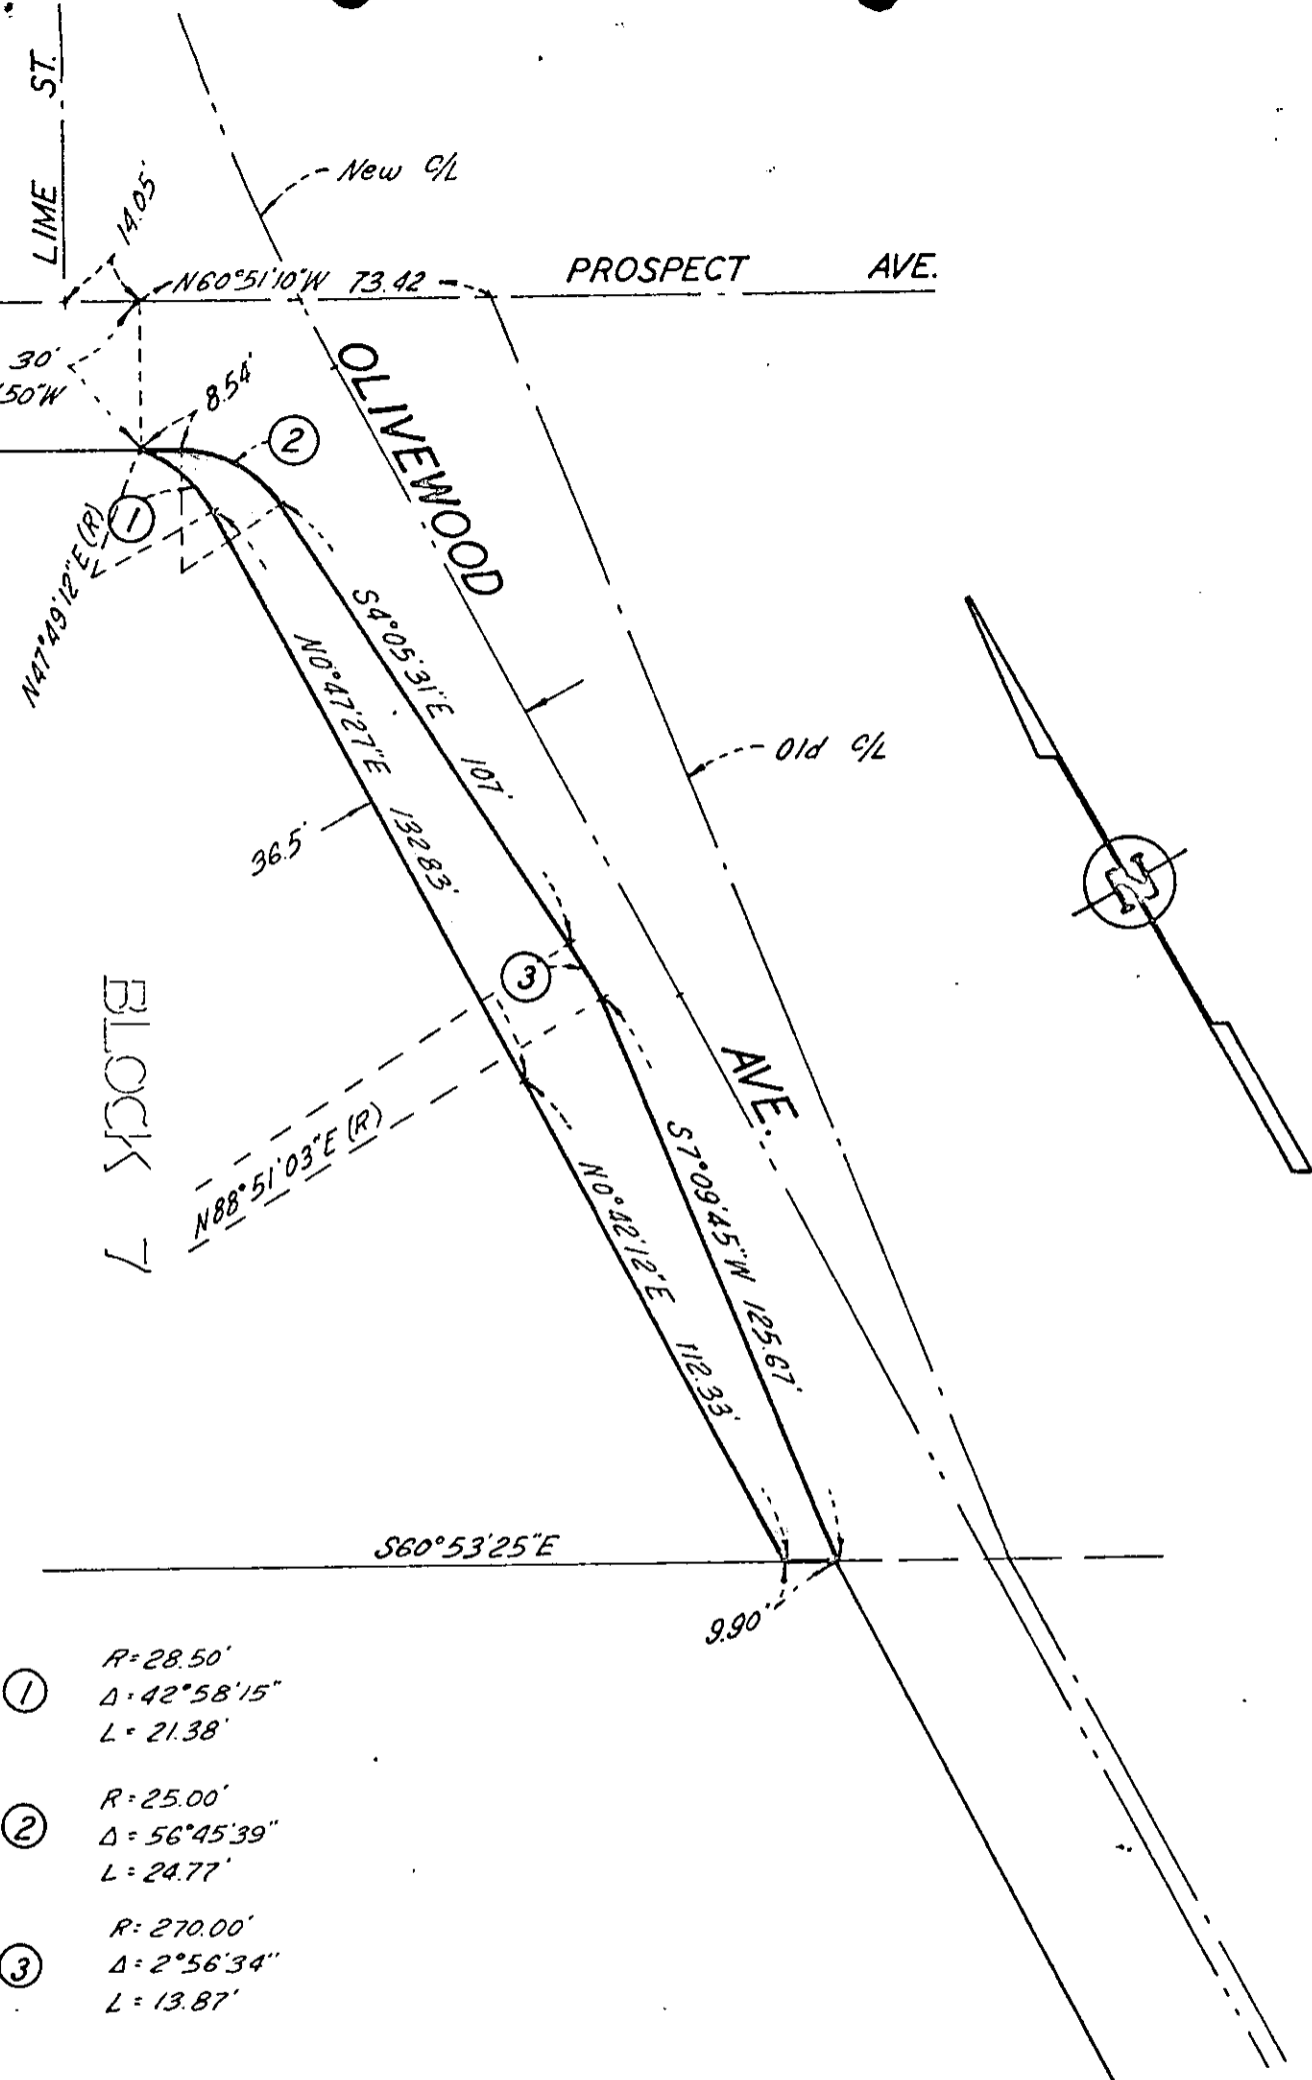 LIME ST.
New C/L
14.05'
N60°51'10"W 73.42
PROSPECT AVE.
30'
50"W
8.54'
2
1
N47°49'12"E (R)
OLIVEWOOD AVE.
S4°05'31"E 107'
N0°47'27"E 132.83'
Old C/L
36.5'
N
3
BLOCK 7
N88°51'03"E (R)
S7°09'45"W 125.67'
N0°42'12"E 112.33'
S60°53'25"E
9.90'
1 R=28.50'
Δ=42°58'15"
L=21.38'
2 R=25.00'
Δ=56°45'39"
L=24.77'
3 R=270.00'
Δ=2°56'34"
L=13.87'